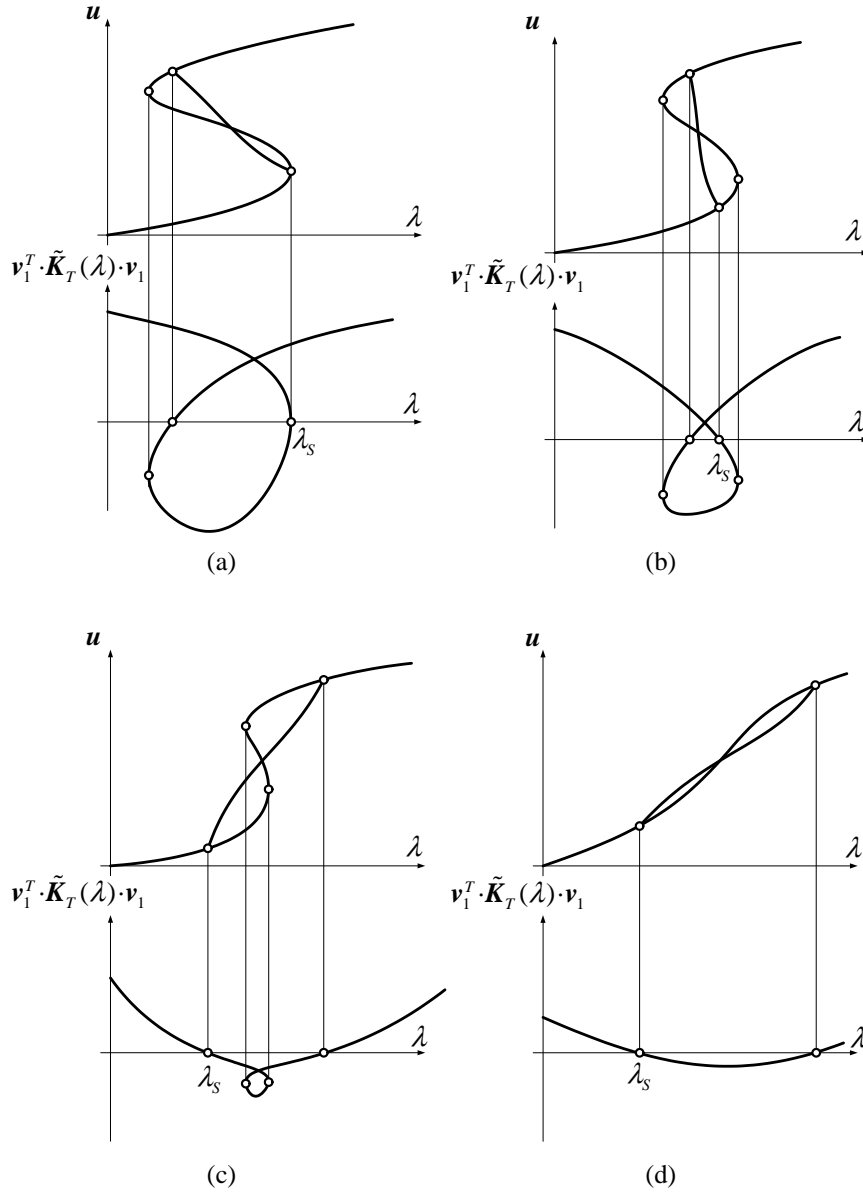 u
u
λ
λ
v₁ᵀ·K̃_T(λ)·v₁
v₁ᵀ·K̃_T(λ)·v₁
λ
λ
λ_S
λ_S
(a)
(b)
u
u
λ
λ
v₁ᵀ·K̃_T(λ)·v₁
v₁ᵀ·K̃_T(λ)·v₁
λ
λ
λ_S
λ_S
(c)
(d)